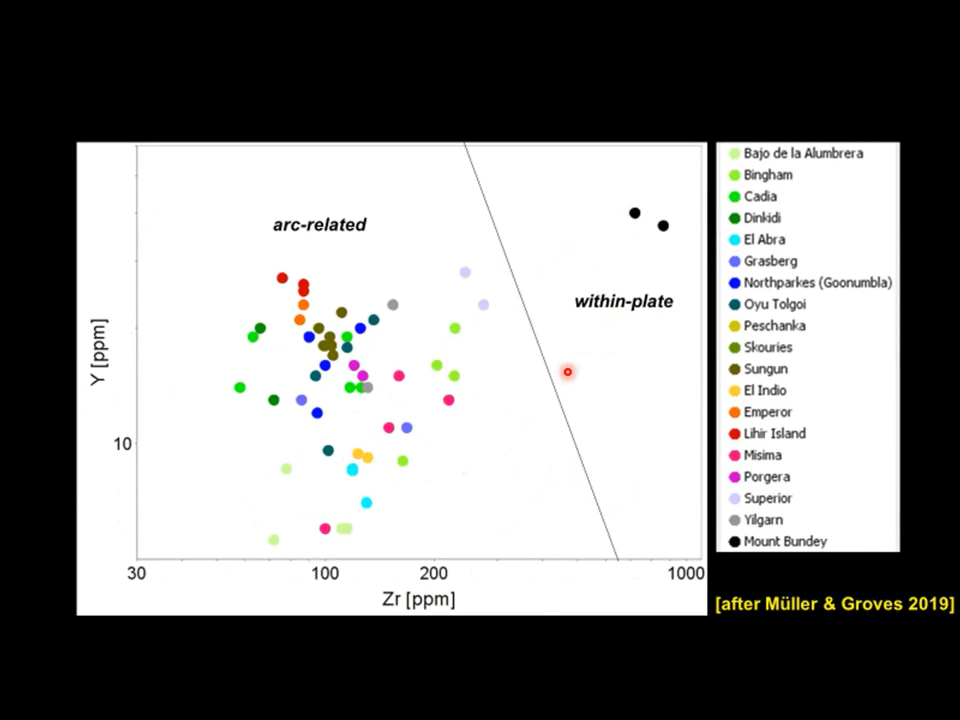 arc-related
within-plate
Y [ppm]
10
30
100
200
1000
Zr [ppm]
Bajo de la Alumbrera
Bingham
Cadia
Dinkidi
El Abra
Grasberg
Northparkes (Goonumbla)
Oyu Tolgoi
Peschanka
Skouries
Sungun
El Indio
Emperor
Lihir Island
Misima
Porgera
Superior
Yilgarn
Mount Bundey
[after Müller & Groves 2019]